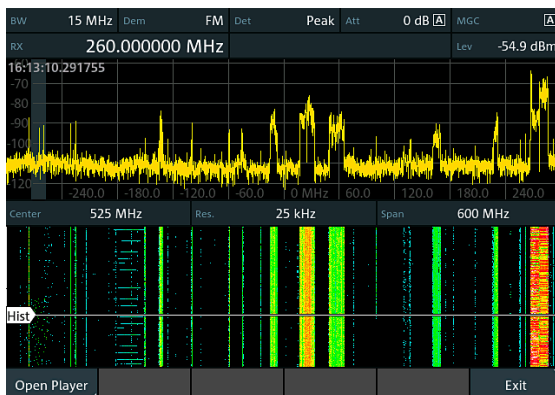 BW 15 MHz Dem FM Det Peak Att 0 dB A MGC A
RX 260.000000 MHz Lev -54.9 dBm
16:13:10.291755
-70
-80
-90
-100
-120
-240.0 -180.0 -120.0 -60.0 0 MHz 60.0 120.0 180.0 240.0
Center 525 MHz Res. 25 kHz Span 600 MHz
Hist
Open Player Exit